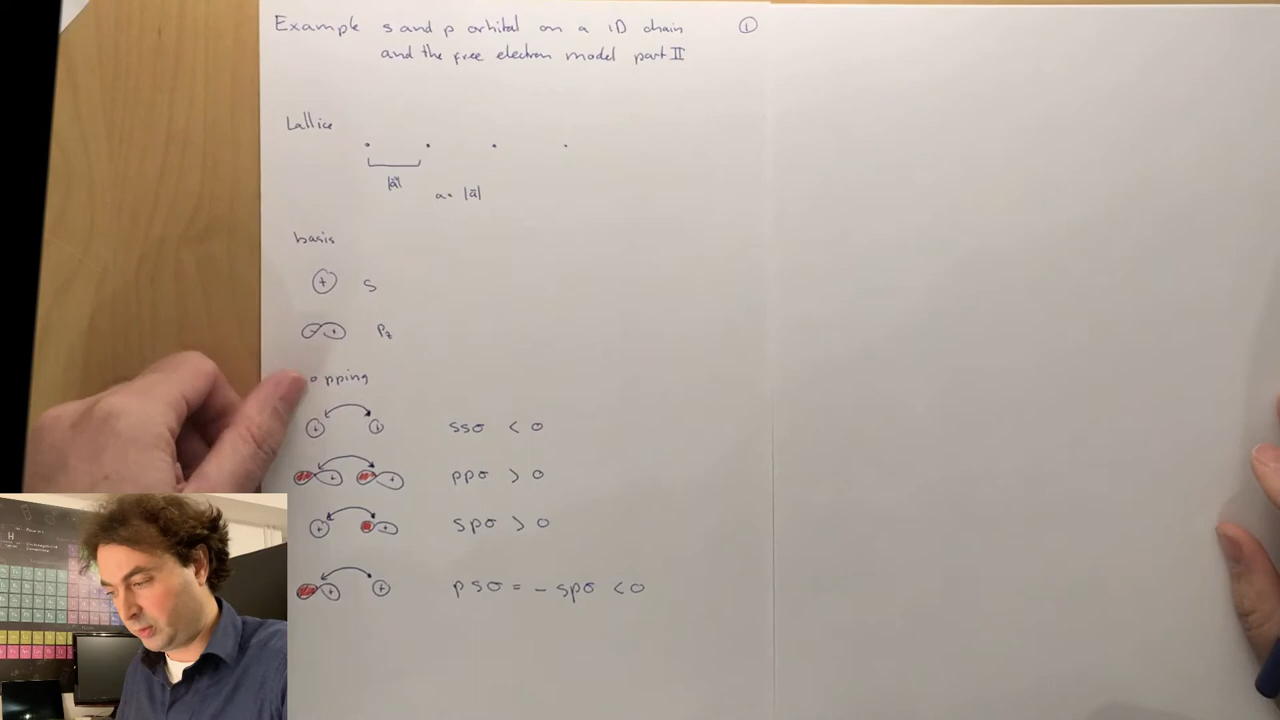 Example s and p orbital on a 1D chain ①
and the free electron model part II
Lattice
|a⃗|
a = |a⃗|
basis
+ s
- + p_z
opping
+ + ssσ < 0
+ + ppσ > 0
+ + spσ > 0
+ + psσ = - spσ < 0
H